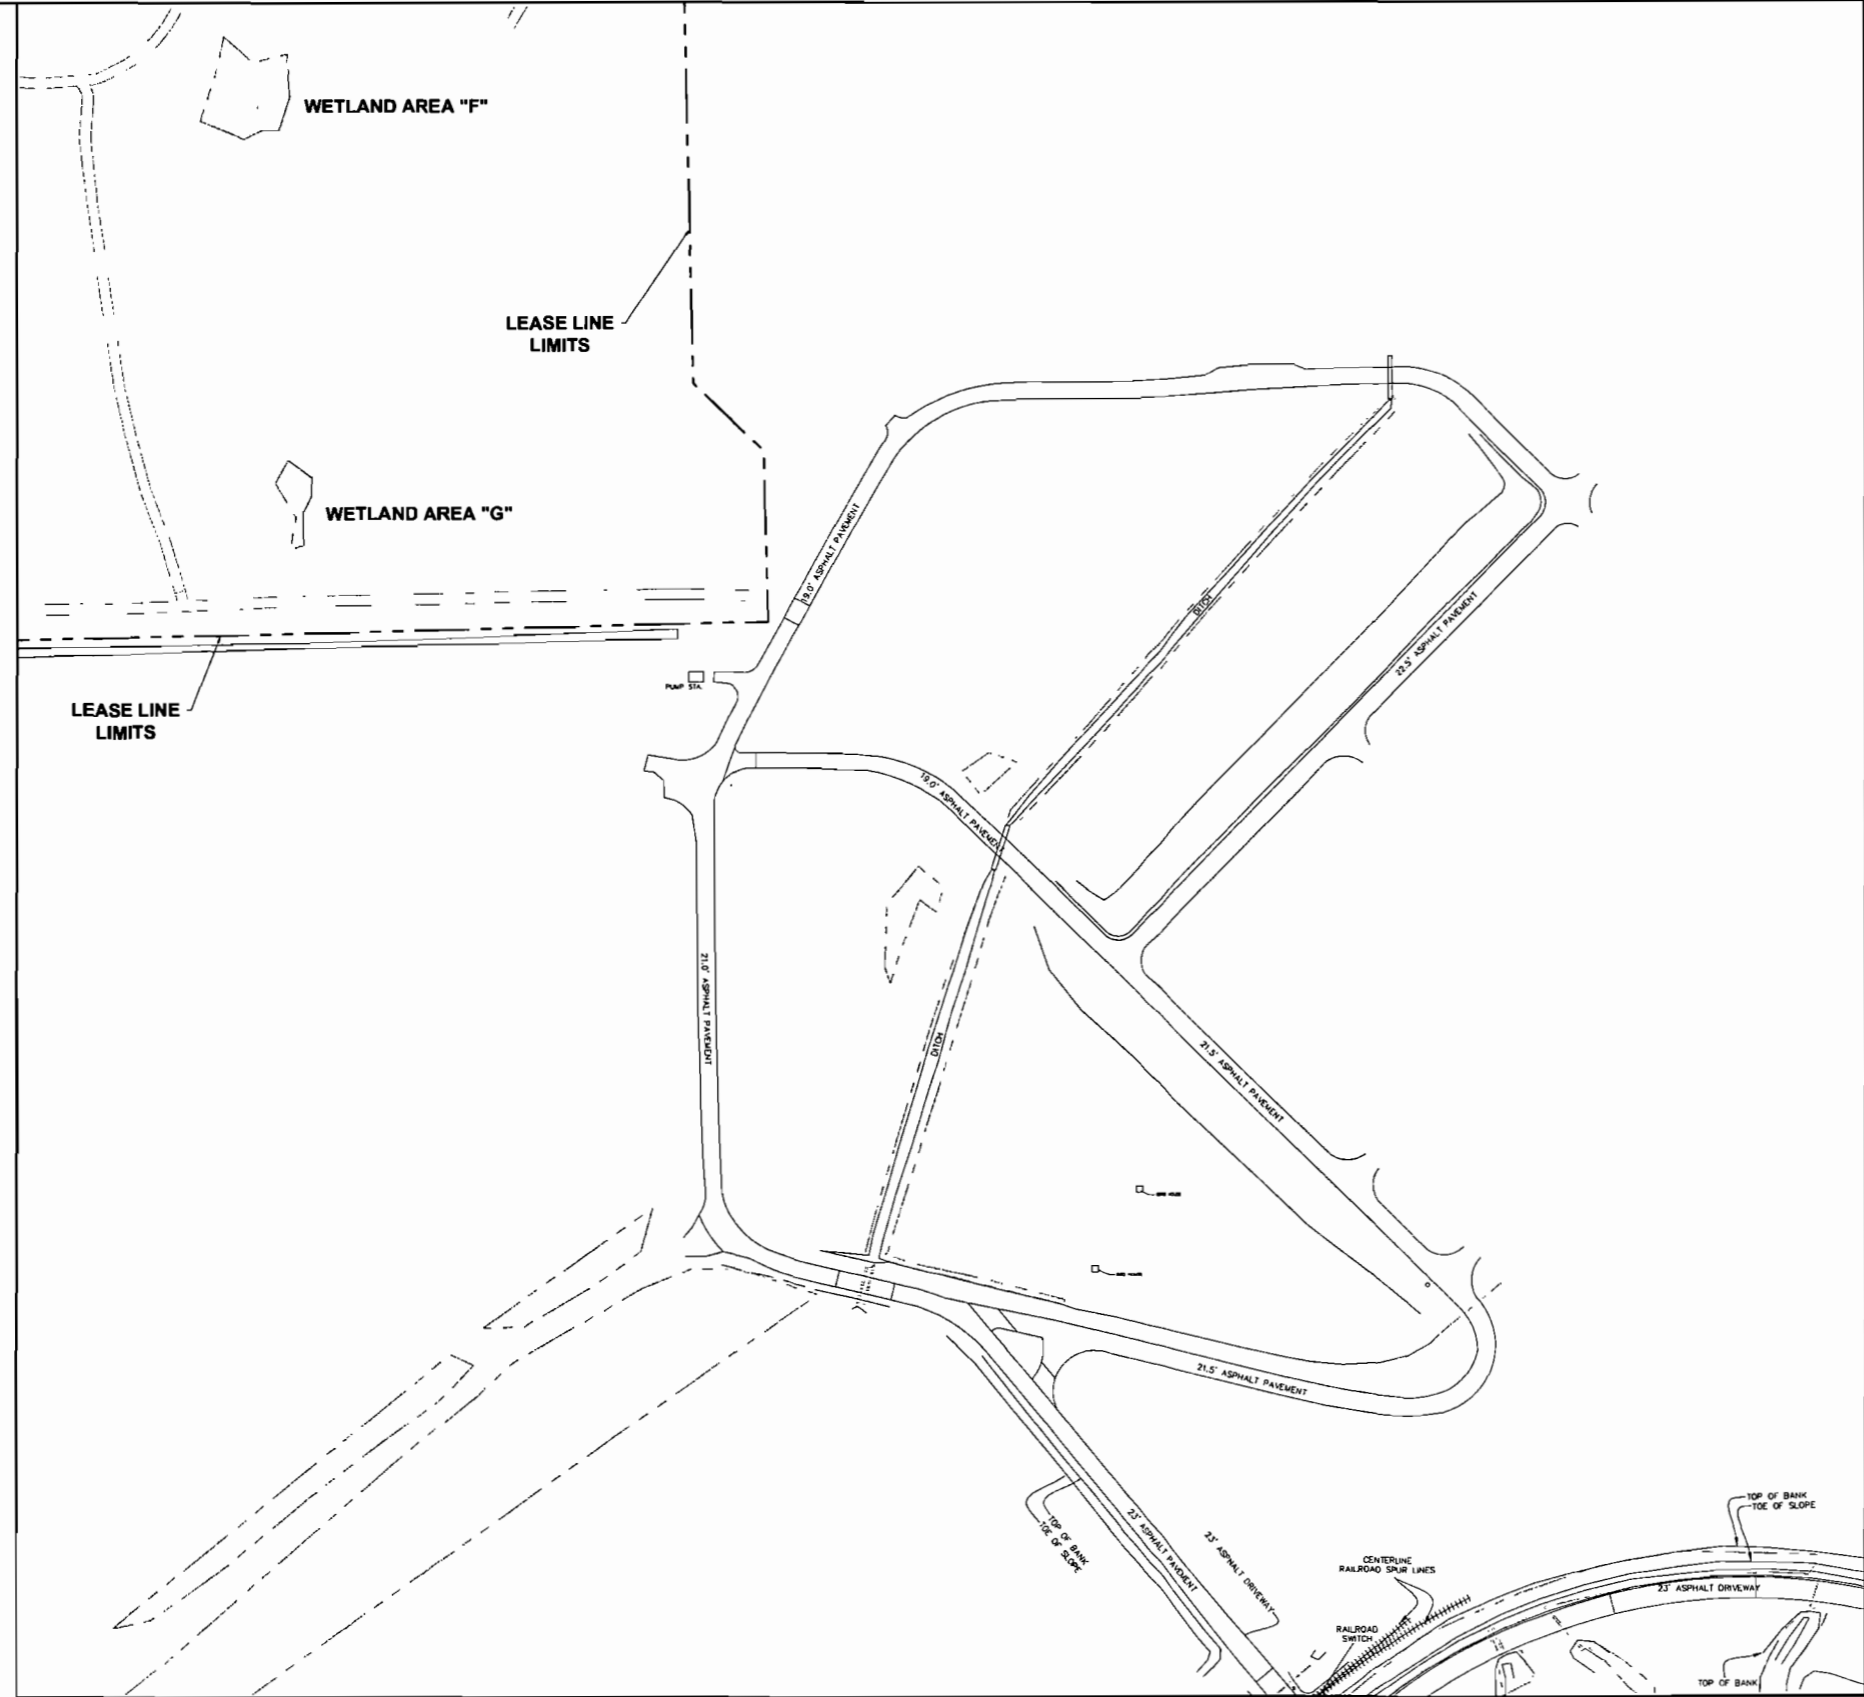 WETLAND AREA "F"
LEASE LINE
LIMITS
WETLAND AREA "G"
19.0' ASPHALT PAVEMENT
DITCH
22.5' ASPHALT PAVEMENT
PUMP STA.
LEASE LINE
LIMITS
19.0' ASPHALT PAVEMENT
21.0' ASPHALT PAVEMENT
DITCH
21.5' ASPHALT PAVEMENT
21.5' ASPHALT PAVEMENT
TOP OF BANK
TOE OF SLOPE
23' ASPHALT PAVEMENT
23' ASPHALT DRIVEWAY
CENTERLINE
RAILROAD SPUR LINES
RAILROAD
SWITCH
TOP OF BANK
TOE OF SLOPE
23' ASPHALT DRIVEWAY
TOP OF BANK